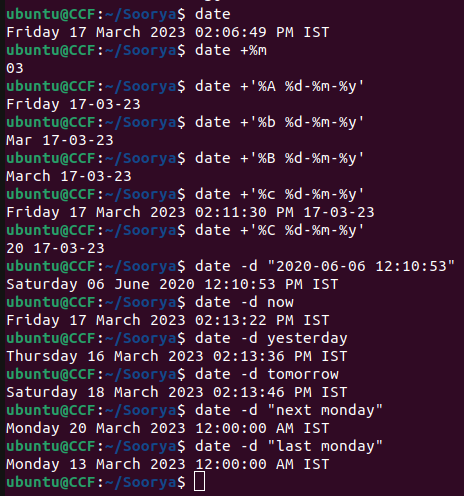 ubuntu@CCF:~/Soorya$ date
Friday 17 March 2023 02:06:49 PM IST
ubuntu@CCF:~/Soorya$ date +%m
03
ubuntu@CCF:~/Soorya$ date +'%A %d-%m-%y'
Friday 17-03-23
ubuntu@CCF:~/Soorya$ date +'%b %d-%m-%y'
Mar 17-03-23
ubuntu@CCF:~/Soorya$ date +'%B %d-%m-%y'
March 17-03-23
ubuntu@CCF:~/Soorya$ date +'%c %d-%m-%y'
Friday 17 March 2023 02:11:30 PM 17-03-23
ubuntu@CCF:~/Soorya$ date +'%C %d-%m-%y'
20 17-03-23
ubuntu@CCF:~/Soorya$ date -d "2020-06-06 12:10:53"
Saturday 06 June 2020 12:10:53 PM IST
ubuntu@CCF:~/Soorya$ date -d now
Friday 17 March 2023 02:13:22 PM IST
ubuntu@CCF:~/Soorya$ date -d yesterday
Thursday 16 March 2023 02:13:36 PM IST
ubuntu@CCF:~/Soorya$ date -d tomorrow
Saturday 18 March 2023 02:13:46 PM IST
ubuntu@CCF:~/Soorya$ date -d "next monday"
Monday 20 March 2023 12:00:00 AM IST
ubuntu@CCF:~/Soorya$ date -d "last monday"
Monday 13 March 2023 12:00:00 AM IST
ubuntu@CCF:~/Soorya$